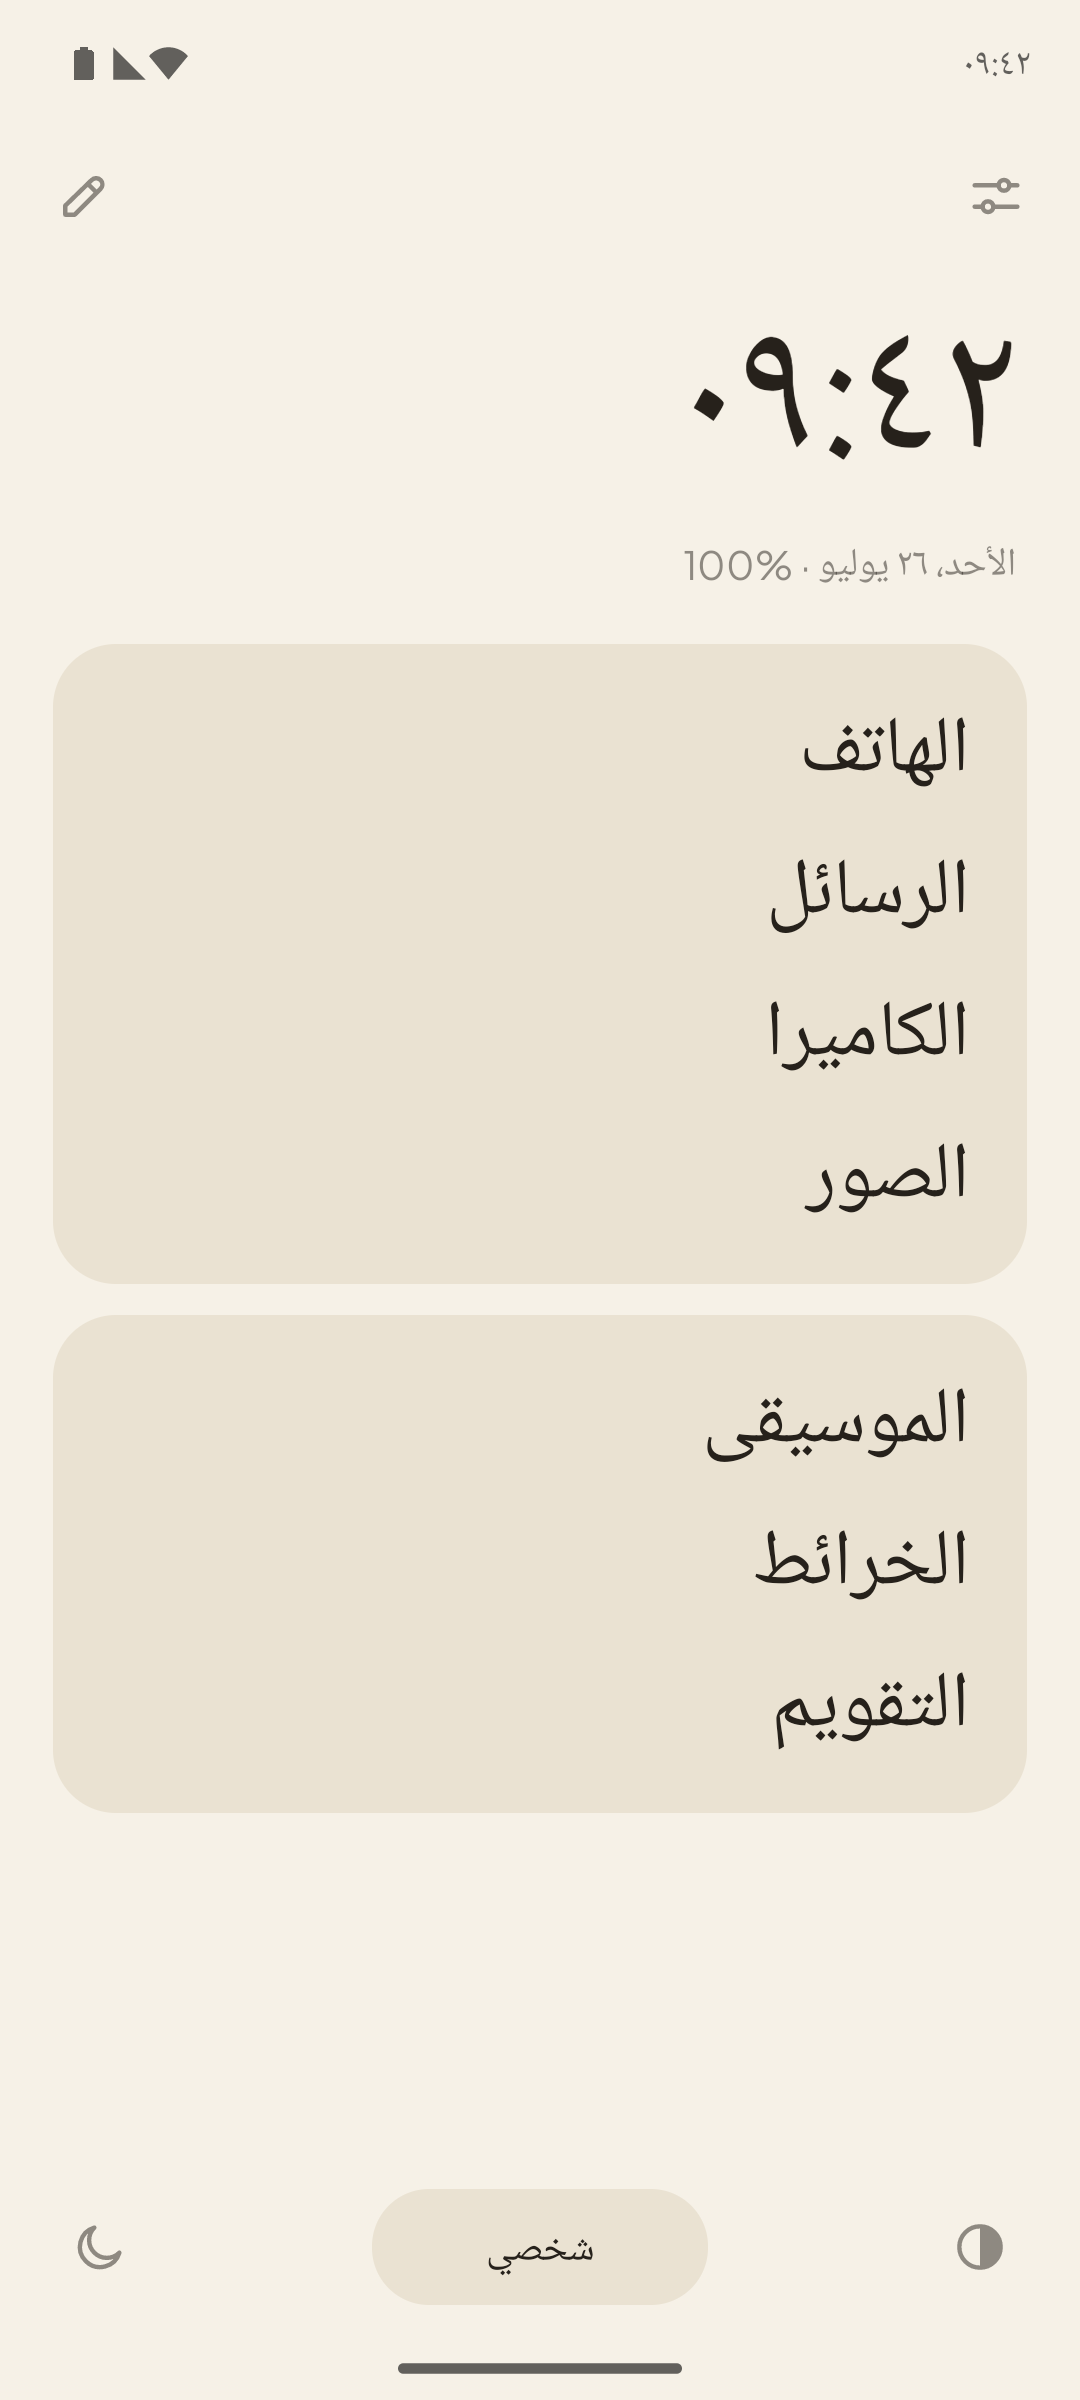 ٠٩:٤٢
٠٩:٤٢
الأحد، ٢٦ يوليو · 100%
الهاتف
الرسائل
الكاميرا
الصور
الموسيقى
الخرائط
التقويم
شخصي